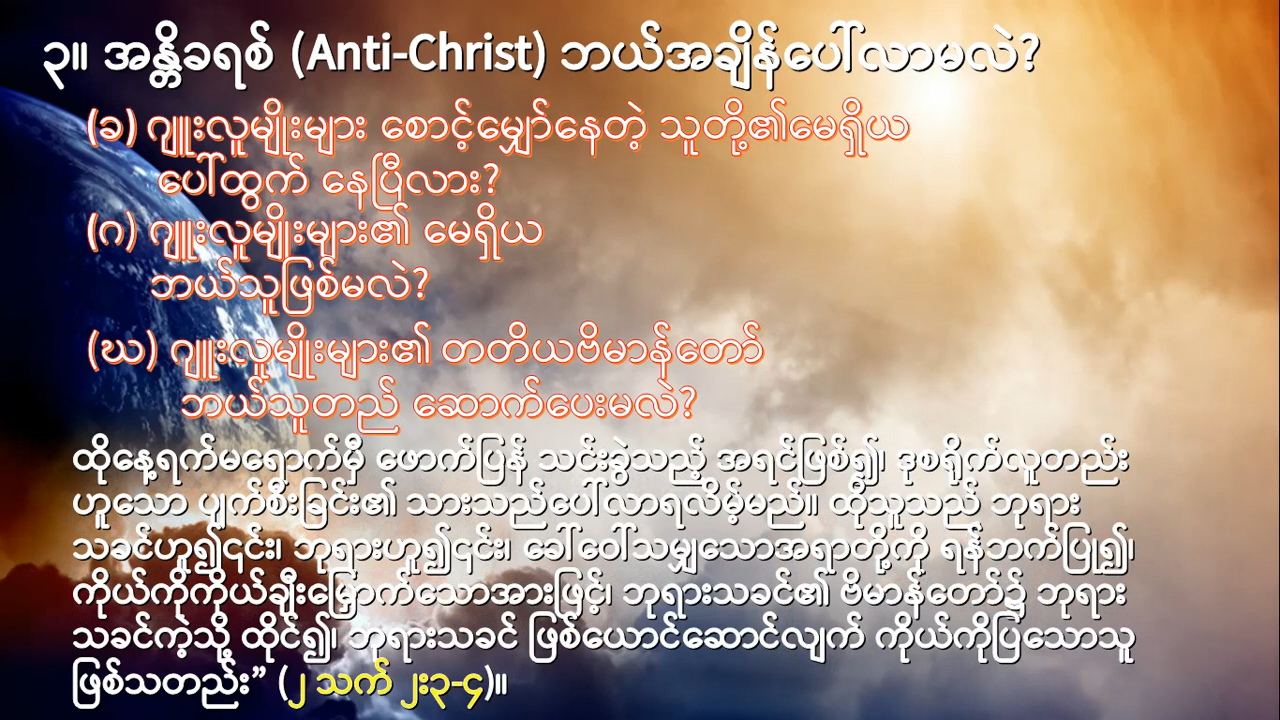 ၃။ အန္တိခရစ် (Anti-Christ) ဘယ်အချိန်ပေါ်လာမလဲ?
(ခ) ဂျူးလူမျိုးများ စောင့်မျှော်နေတဲ့ သူတို့၏မေရှိယ
ပေါ်ထွက် နေပြီလား?
(ဂ) ဂျူးလူမျိုးများ၏ မေရှိယ
ဘယ်သူဖြစ်မလဲ?
(ဃ) ဂျူးလူမျိုးများ၏ တတိယဗိမာန်တော်
ဘယ်သူတည် ဆောက်ပေးမလဲ?
ထိုနေ့ရက်မရောက်မှီ ဖောက်ပြန် သင်းခွဲသည့် အရင်ဖြစ်၍၊ ဒုစရိုက်လူတည်း
ဟူသော ပျက်စီးခြင်း၏ သားသည်ပေါ်လာရလိမ့်မည်။ ထိုသူသည် ဘုရား
သခင်ဟူ၍၎င်း၊ ဘုရားဟူ၍၎င်း၊ ခေါ်ဝေါ်သမျှသောအရာတို့ကို ရန်ဘက်ပြု၍၊
ကိုယ်ကိုကိုယ်ချီးမြှောက်သောအားဖြင့်၊ ဘုရားသခင်၏ ဗိမာန်တော်၌ ဘုရား
သခင်ကဲ့သို့ ထိုင်၍၊ ဘုရားသခင် ဖြစ်ယောင်ဆောင်လျက် ကိုယ်ကိုပြသောသူ
ဖြစ်သတည်း” (၂ သက် ၂း၃-၄)။